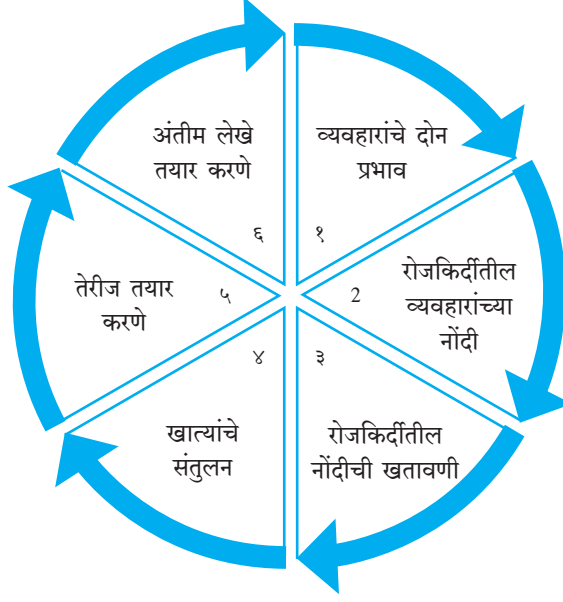 व्यवहारांचे दोन
प्रभाव
१
रोजकिर्दीतील
व्यवहारांच्या
नोंदी
2
रोजकिर्दीतील
नोंदीची खतावणी
३
खात्यांचे
संतुलन
४
तेरीज तयार
करणे
५
अंतीम लेखे
तयार करणे
६